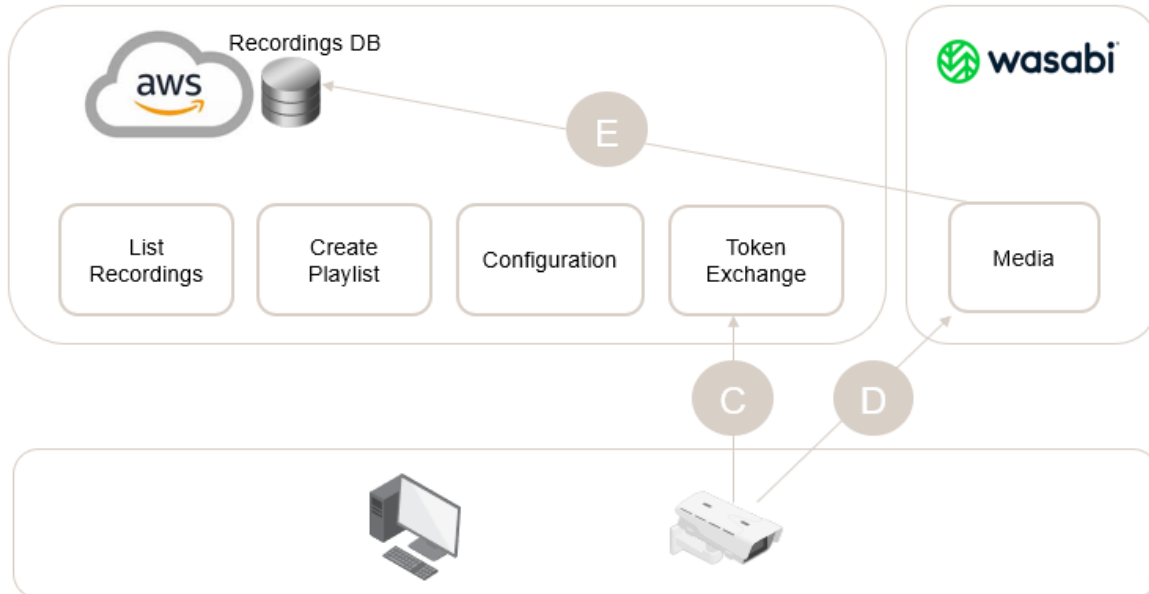 Recordings DB
aws
wasabi
E
List
Recordings
Create
Playlist
Configuration
Token
Exchange
Media
C
D